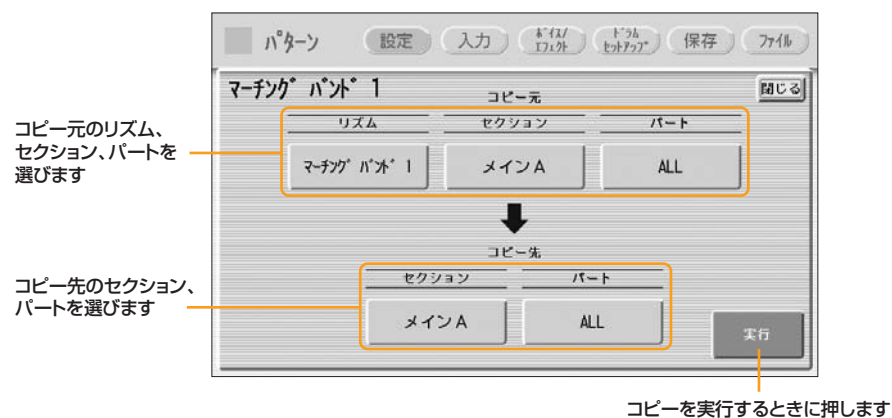 パターン 設定 入力 ボイス/エフェクト ドラムセットアップ 保存 ファイル
マーチング バンド 1
コピー元
閉じる
リズム セクション パート
コピー元のリズム、
セクション、パートを
選びます
マーチング バンド 1 メイン A ALL
コピー先
セクション パート
コピー先のセクション、
パートを選びます
メイン A ALL
実行
コピーを実行するときに押します